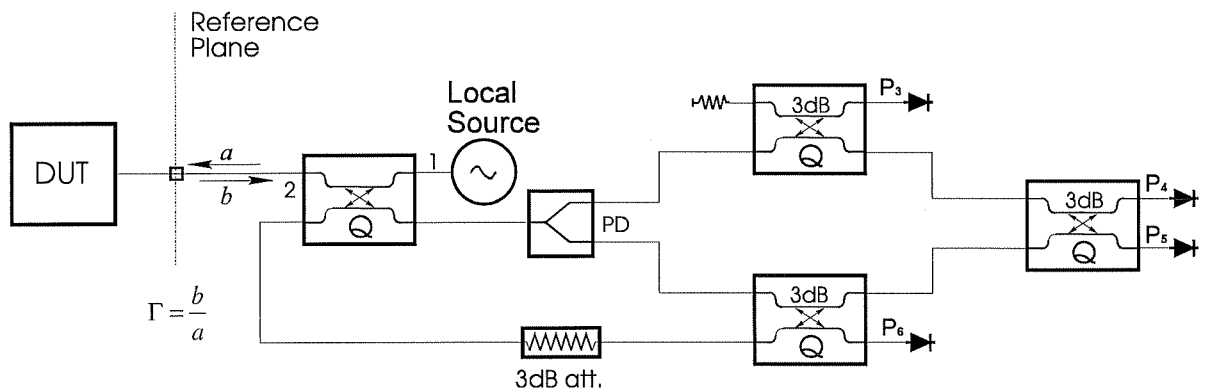 Reference
Plane
DUT
a
b
2
1
Q
Local
Source
~
PD
3dB
Q
P3
3dB
Q
P4
P5
3dB
Q
P6
3dB att.
Γ = b/a